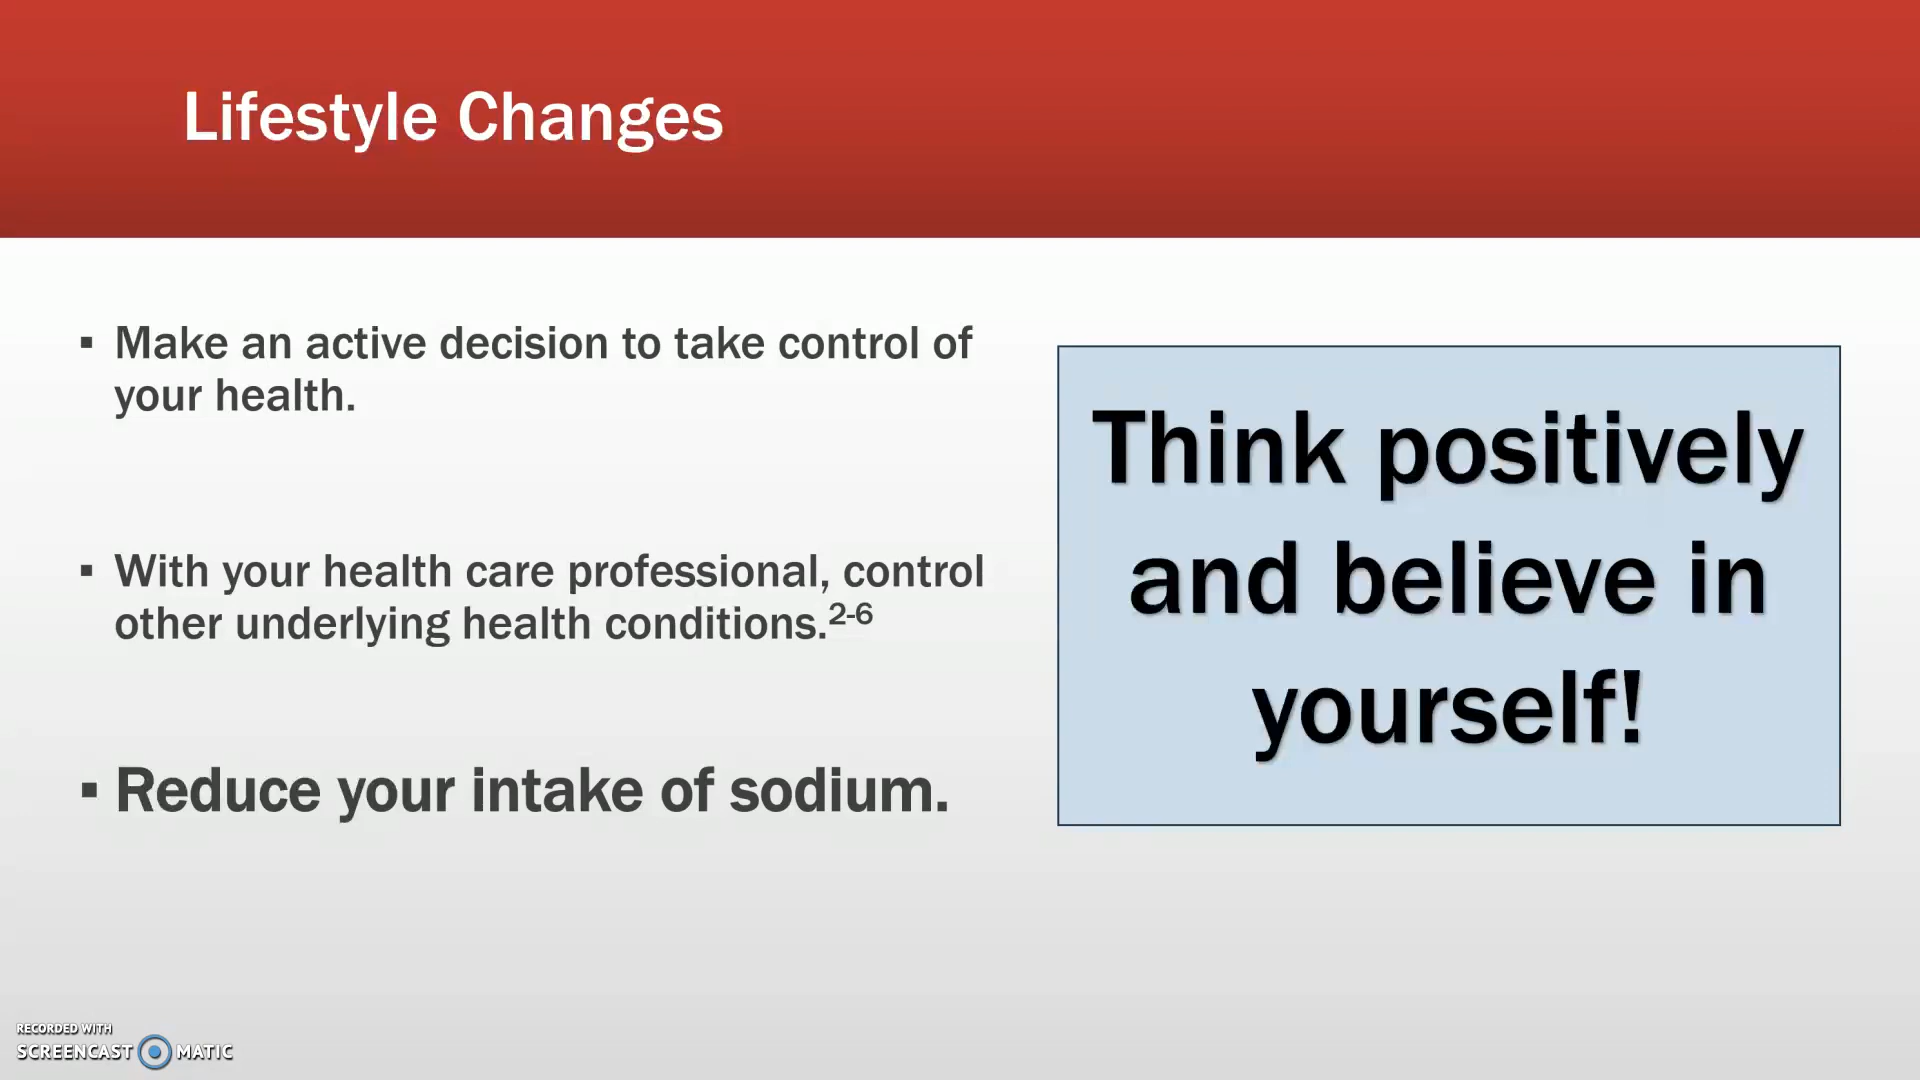 Lifestyle Changes
▪ Make an active decision to take control of
your health.
▪ With your health care professional, control
other underlying health conditions.²⁻⁶
▪ Reduce your intake of sodium.
Think positively
and believe in
yourself!
RECORDED WITH
SCREENCAST MATIC